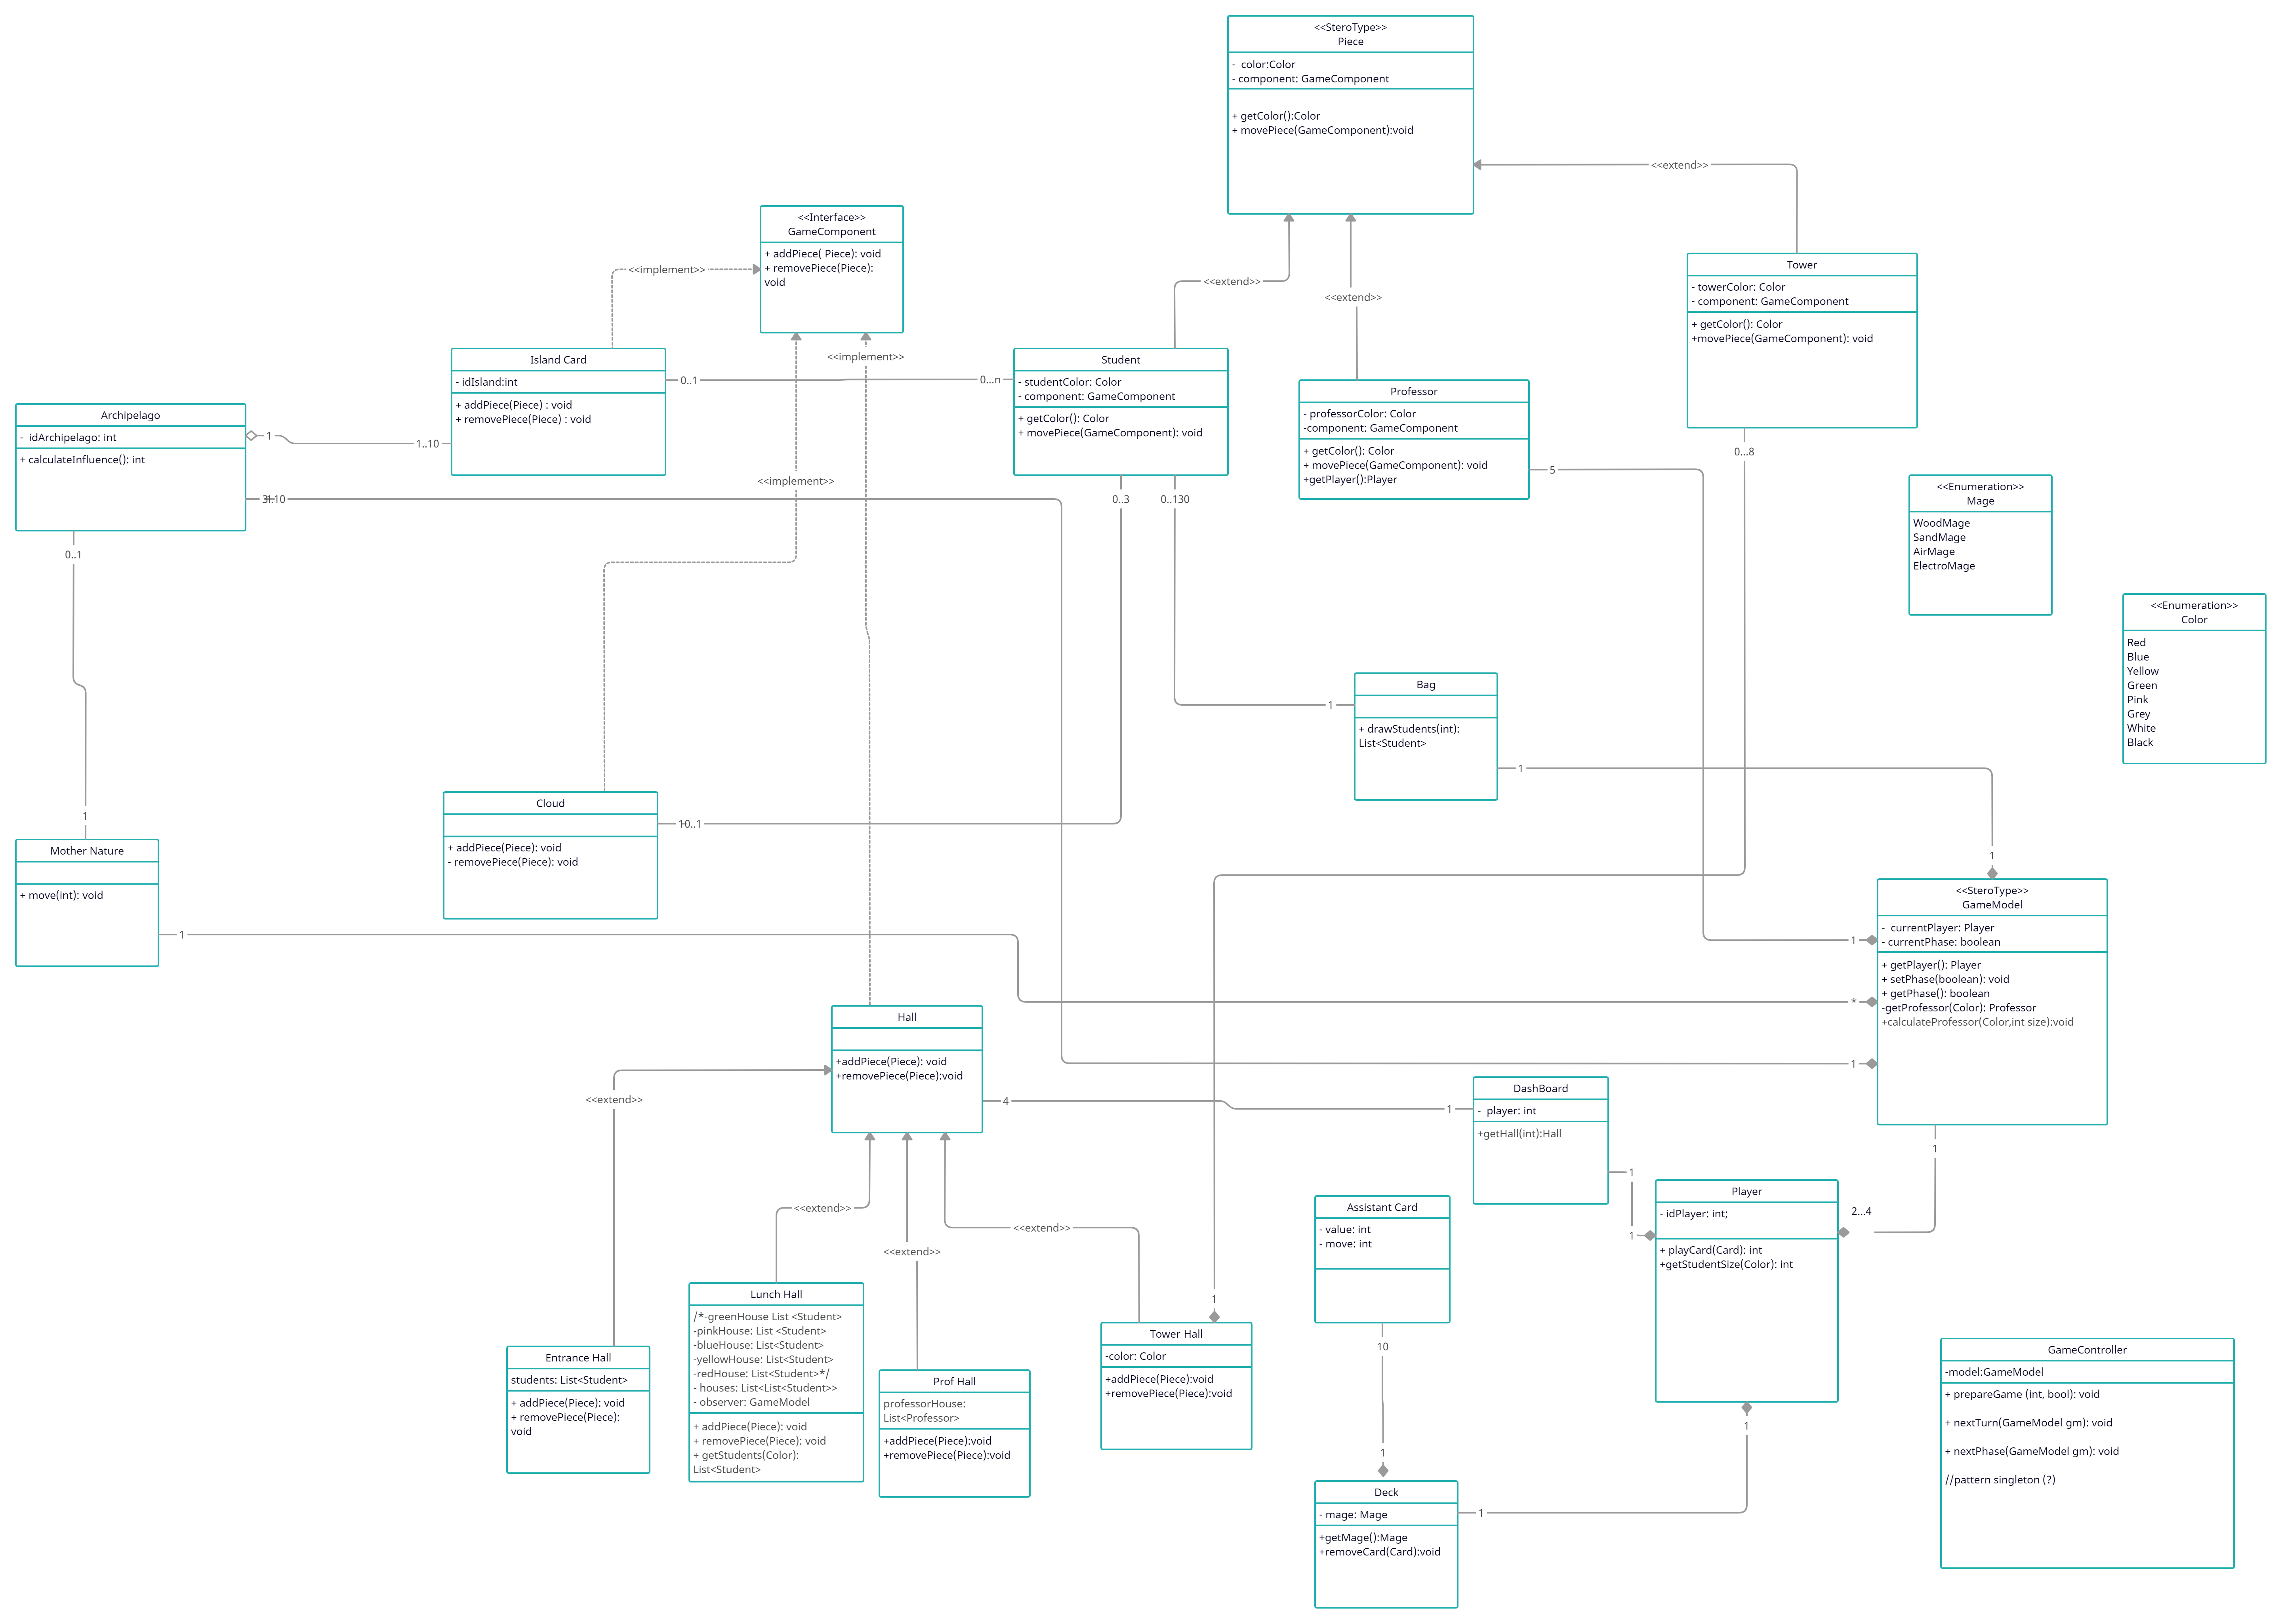 <<SteroType>>
Piece
-  color:Color
- component: GameComponent
+ getColor():Color
+ movePiece(GameComponent):void
<<extend>>
<<Interface>>
GameComponent
+ addPiece( Piece): void
+ removePiece(Piece):
void
<<implement>>
<<extend>>
<<extend>>
Tower
- towerColor: Color
- component: GameComponent
+ getColor(): Color
+movePiece(GameComponent): void
0...8
<<implement>>
Island Card
- idIsland:int
+ addPiece(Piece) : void
+ removePiece(Piece) : void
0..1
0...n
Student
- studentColor: Color
- component: GameComponent
+ getColor(): Color
+ movePiece(GameComponent): void
0..3
0..130
Professor
- professorColor: Color
-component: GameComponent
+ getColor(): Color
+ movePiece(GameComponent): void
+getPlayer():Player
5
Archipelago
-  idArchipelago: int
+ calculateInfluence(): int
1
1..10
0..1
<<implement>>
<<Enumeration>>
Mage
WoodMage
SandMage
AirMage
ElectroMage
<<Enumeration>>
Color
Red
Blue
Yellow
Green
Pink
Grey
White
Black
Bag
+ drawStudents(int):
List<Student>
1
1
1
Cloud
+ addPiece(Piece): void
- removePiece(Piece): void
1
Mother Nature
+ move(int): void
1
<<SteroType>>
GameModel
-  currentPlayer: Player
- currentPhase: boolean
+ getPlayer(): Player
+ setPhase(boolean): void
+ getPhase(): boolean
-getProfessor(Color): Professor
+calculateProfessor(Color,int size):void
1
*
1
1
Hall
+addPiece(Piece): void
+removePiece(Piece):void
4
1
<<extend>>
DashBoard
-  player: int
+getHall(int):Hall
1
1
Player
- idPlayer: int;
+ playCard(Card): int
+getStudentSize(Color): int
2...4
1
Assistant Card
- value: int
- move: int
10
1
<<extend>>
<<extend>>
<<extend>>
Entrance Hall
students: List<Student>
+ addPiece(Piece): void
+ removePiece(Piece):
void
Lunch Hall
/*-greenHouse List <Student>
-pinkHouse: List <Student>
-blueHouse: List<Student>
-yellowHouse: List<Student>
-redHouse: List<Student>*/
- houses: List<List<Student>>
- observer: GameModel
+ addPiece(Piece): void
+ removePiece(Piece): void
+ getStudents(Color):
List<Student>
Prof Hall
professorHouse:
List<Professor>
+addPiece(Piece):void
+removePiece(Piece):void
1
Tower Hall
-color: Color
+addPiece(Piece):void
+removePiece(Piece):void
Deck
- mage: Mage
+getMage():Mage
+removeCard(Card):void
1
GameController
-model:GameModel
+ prepareGame (int, bool): void
+ nextTurn(GameModel gm): void
+ nextPhase(GameModel gm): void
//pattern singleton (?)